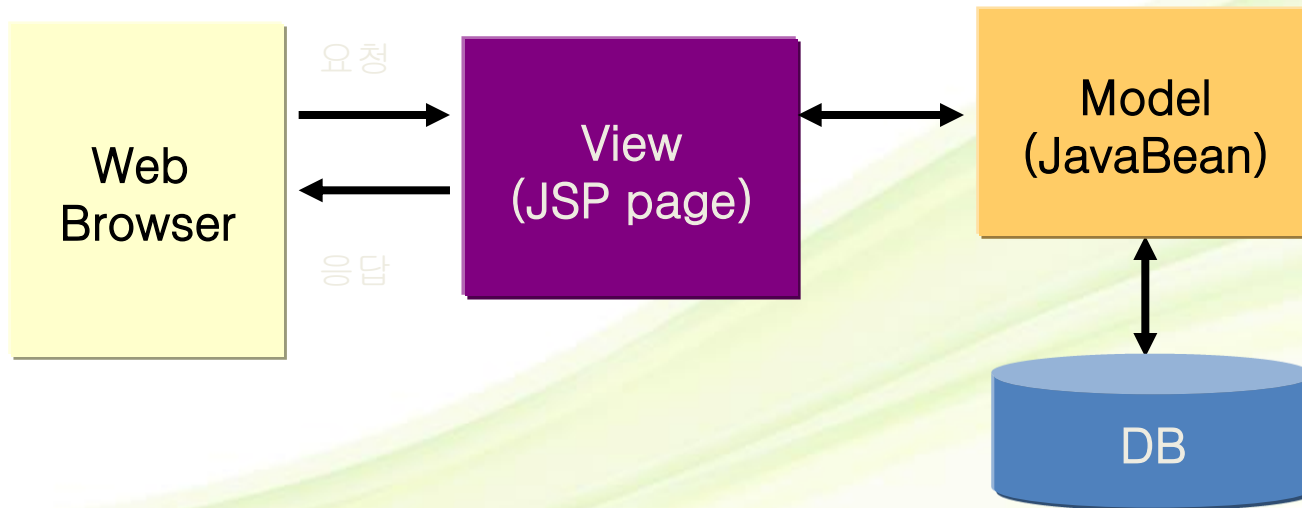 Web
Browser
요청
응답
View
(JSP page)
Model
(JavaBean)
DB